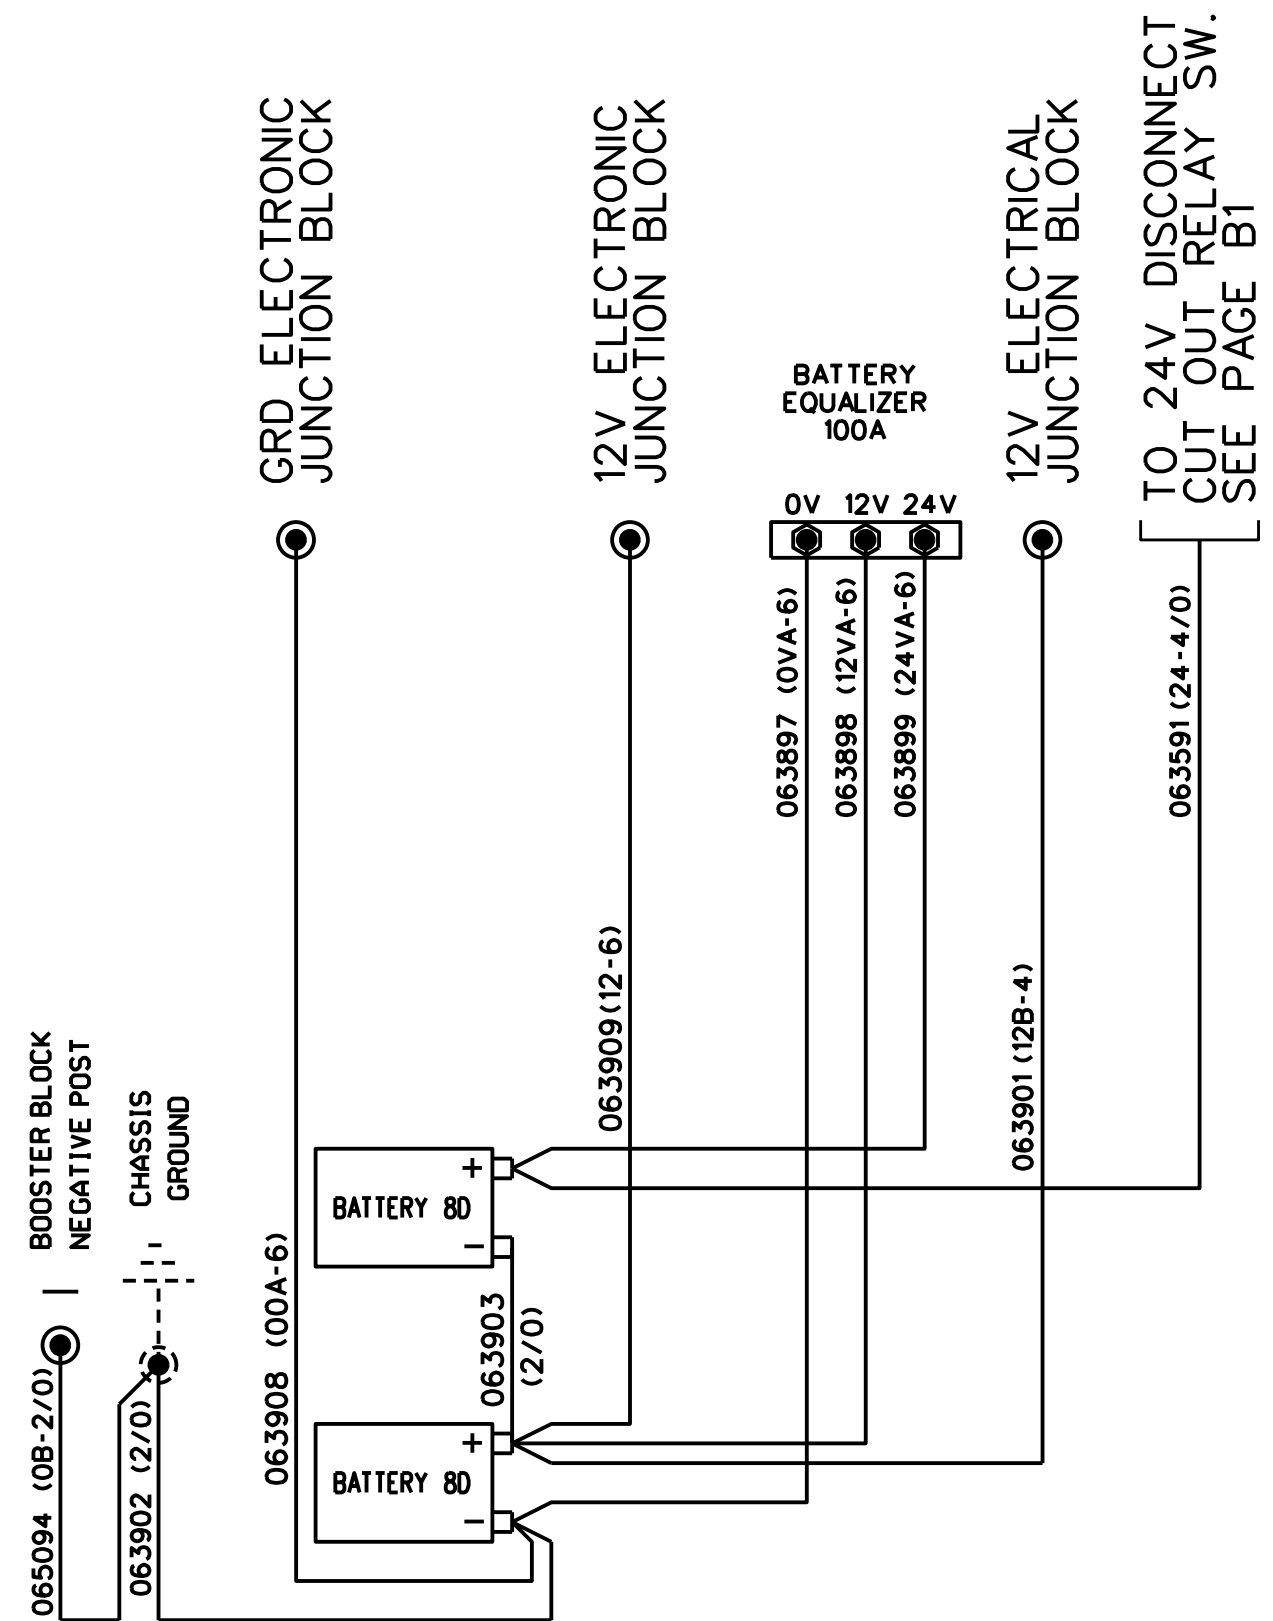 GRD ELECTRONIC
JUNCTION BLOCK
12V ELECTRONIC
JUNCTION BLOCK
BATTERY
EQUALIZER
100A
0V 12V 24V
12V ELECTRICAL
JUNCTION BLOCK
TO 24V DISCONNECT
CUT OUT RELAY SW.
SEE PAGE B1
063897 (0VA-6)
063898 (12VA-6)
063899 (24VA-6)
063591 (24-4/0)
063909 (12-6)
063901 (12B-4)
BOOSTER BLOCK
NEGATIVE POST
CHASSIS
GROUND
065094 (0B-2/0)
063902 (2/0)
063908 (00A-6)
+
BATTERY 8D
-
063903
(2/0)
+
BATTERY 8D
-